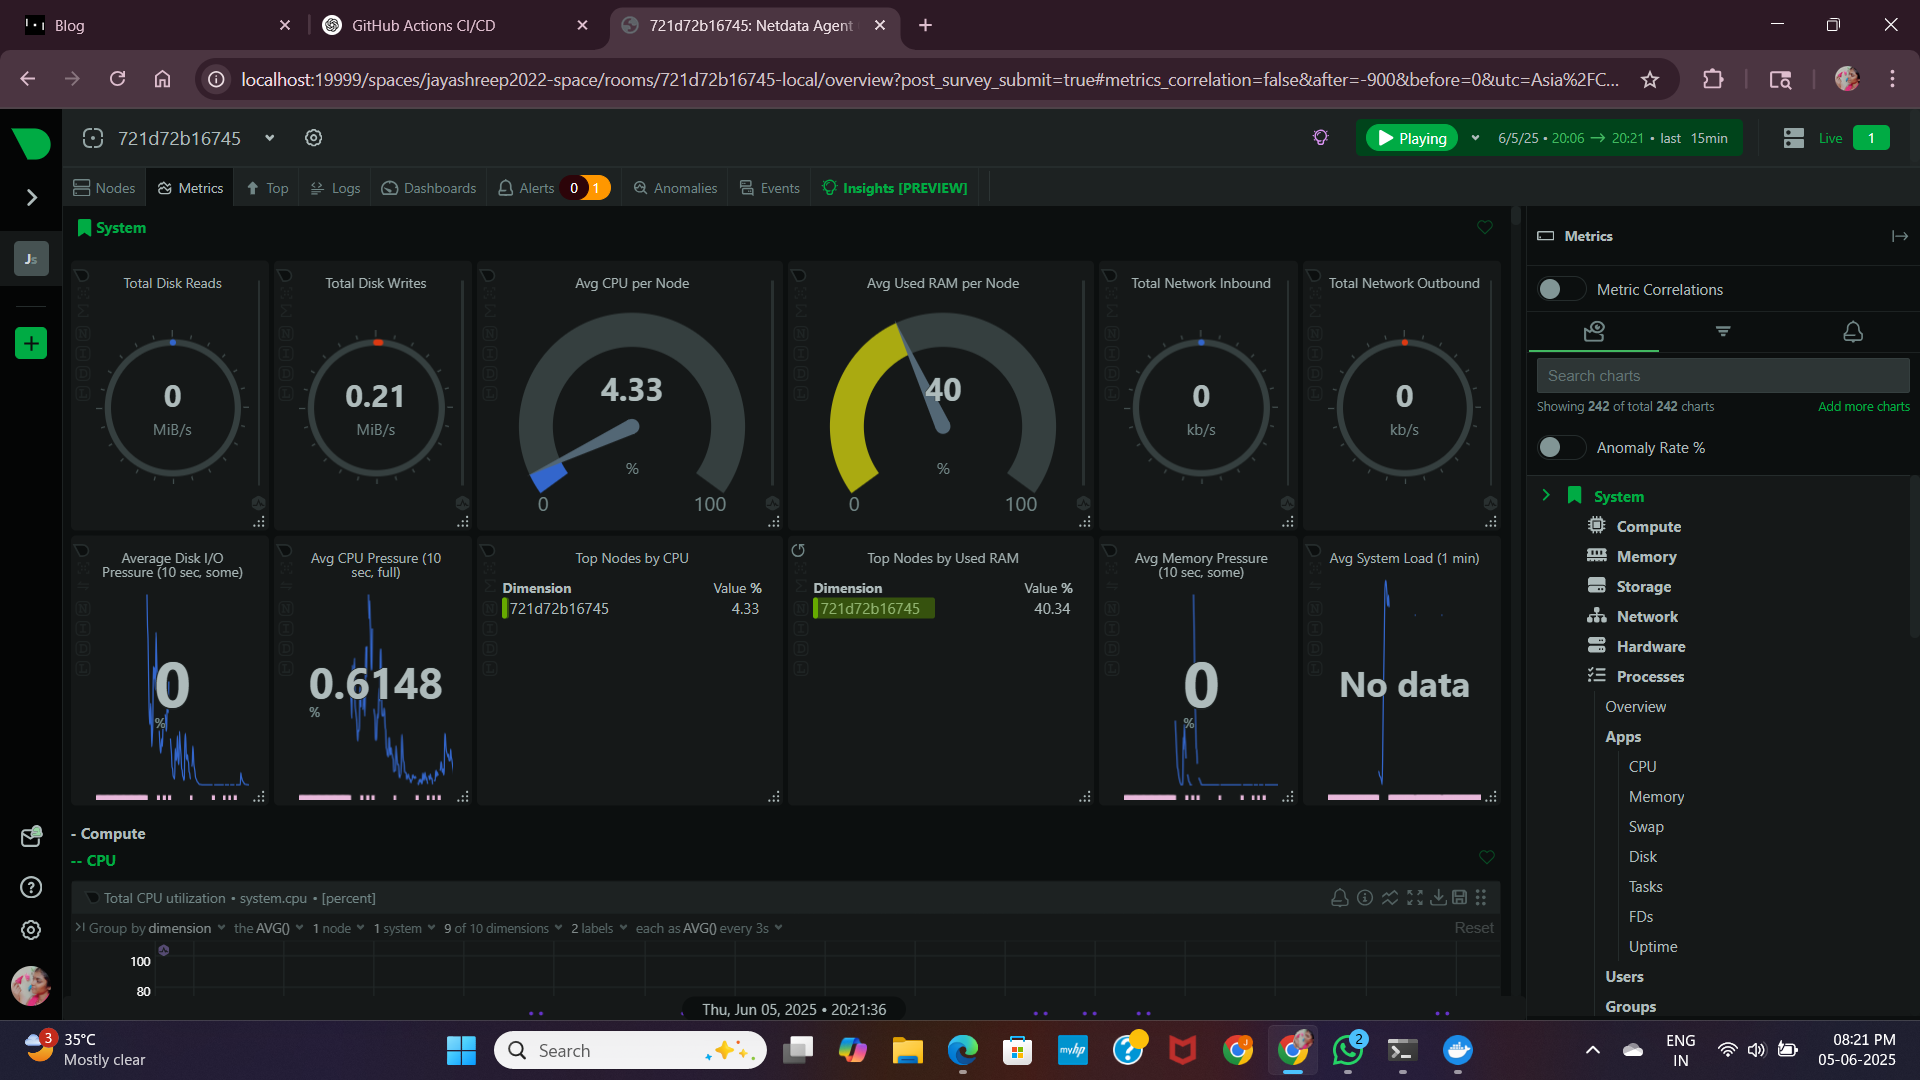 Blog
GitHub Actions CI/CD
721d72b16745: Netdata Agent
localhost:19999/spaces/jayashreep2022-space/rooms/721d72b16745-local/overview?post_survey_submit=true#metrics_correlation=false&after=-900&before=0&utc=Asia%2FC...
721d72b16745
Playing
6/5/25 • 20:06 → 20:21 • last 15min
Live
1
Nodes
Metrics
Top
Logs
Dashboards
Alerts 0 1
Anomalies
Events
Insights [PREVIEW]
Js
System
Total Disk Reads
0
MiB/s
Total Disk Writes
0.21
MiB/s
Avg CPU per Node
4.33
%
0 100
Avg Used RAM per Node
40
%
0 100
Total Network Inbound
0
kb/s
Total Network Outbound
0
kb/s
Average Disk I/O
Pressure (10 sec, some)
0
%
Avg CPU Pressure (10
sec, full)
0.6148
%
Top Nodes by CPU
Dimension Value %
721d72b16745 4.33
Top Nodes by Used RAM
Dimension Value %
721d72b16745 40.34
Avg Memory Pressure
(10 sec, some)
0
%
Avg System Load (1 min)
No data
- Compute
-- CPU
Total CPU utilization • system.cpu • [percent]
Group by dimension the AVG() 1 node 1 system 9 of 10 dimensions 2 labels each as AVG() every 3s Reset
100
80
Thu, Jun 05, 2025 • 20:21:36
Metrics
Metric Correlations
Search charts
Showing 242 of total 242 charts Add more charts
Anomaly Rate %
System
Compute
Memory
Storage
Network
Hardware
Processes
Overview
Apps
CPU
Memory
Swap
Disk
Tasks
FDs
Uptime
Users
Groups
3
35°C
Mostly clear
Search
myhp
2
ENG
IN
08:21 PM
05-06-2025